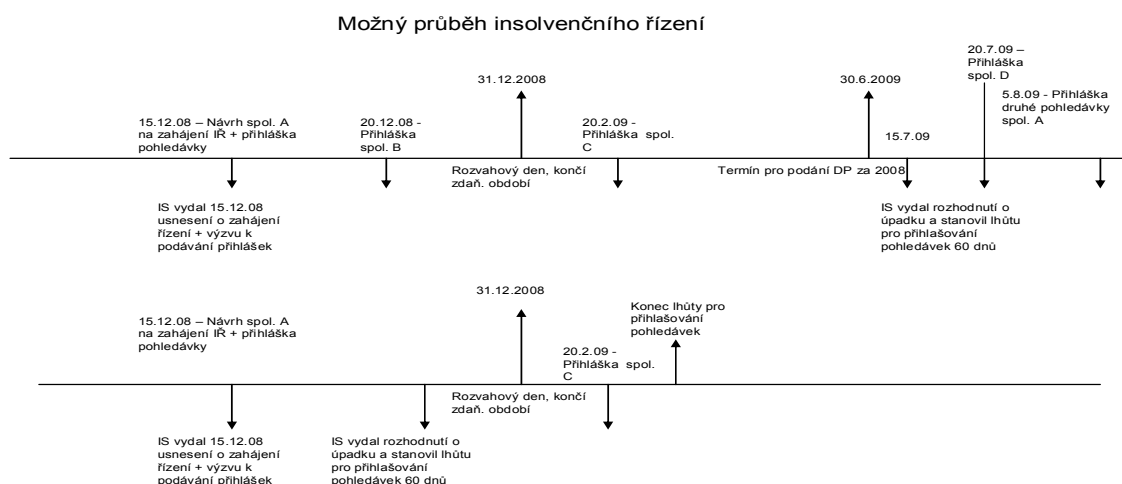 Možný průběh insolvenčního řízení
31.12.2008
30.6.2009
20.7.09 –
Přihláška
spol. D
5.8.09 - Přihláška
druhé pohledávky
spol. A
15.12.08 – Návrh spol. A
na zahájení IŘ + přihláška
pohledávky
20.12.08 -
Přihláška
spol. B
20.2.09 -
Přihláška spol.
C
15.7.09
Rozvahový den, končí
zdaň. období
Termín pro podání DP za 2008
IS vydal 15.12.08
usnesení o zahájení
řízení + výzvu k
podávání přihlášek
IS vydal rozhodnutí o
úpadku a stanovil lhůtu
pro přihlašování
pohledávek 60 dnů
31.12.2008
Konec lhůty pro
přihlašování
pohledávek
15.12.08 – Návrh spol. A
na zahájení IŘ + přihláška
pohledávky
20.2.09 -
Přihláška spol.
C
Rozvahový den, končí
zdaň. období
IS vydal 15.12.08
usnesení o zahájení
řízení + výzvu k
podávání přihlášek
IS vydal rozhodnutí o
úpadku a stanovil lhůtu
pro přihlašování
pohledávek 60 dnů